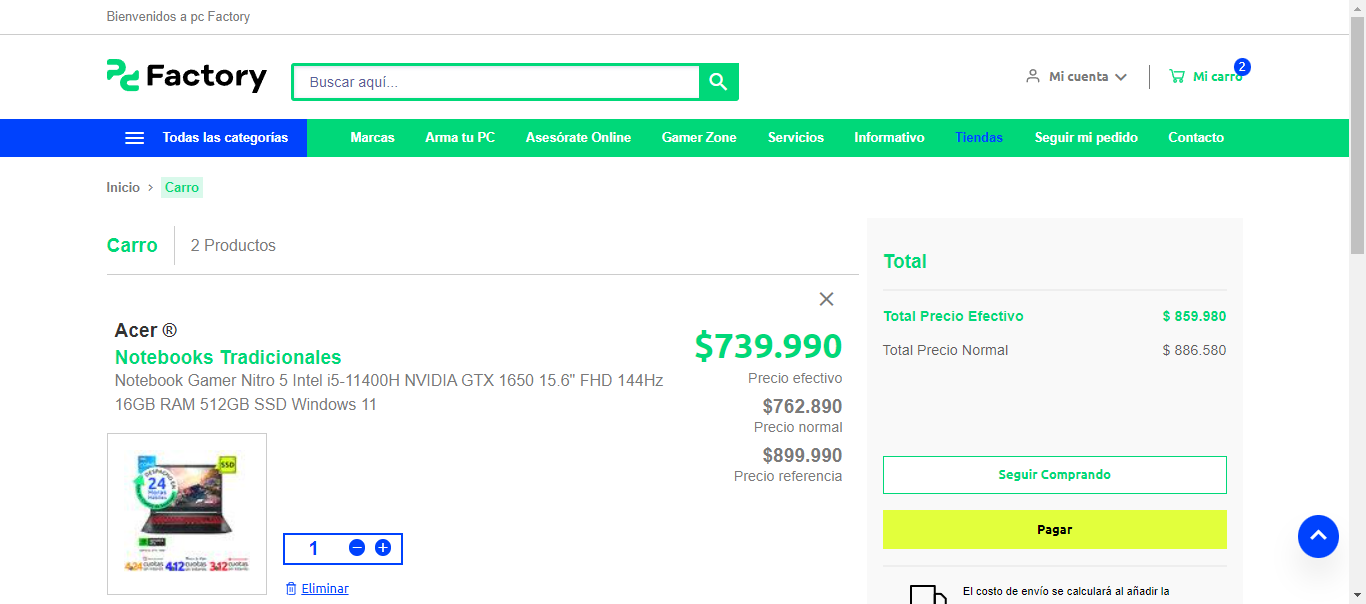 Bienvenidos a pc Factory
Factory
Buscar aquí...
Mi cuenta
Mi carro
2
Todas las categorías
Marcas
Arma tu PC
Asesórate Online
Gamer Zone
Servicios
Informativo
Tiendas
Seguir mi pedido
Contacto
Inicio > Carro
Carro
2 Productos
Acer ®
Notebooks Tradicionales
Notebook Gamer Nitro 5 Intel i5-11400H NVIDIA GTX 1650 15.6" FHD 144Hz
16GB RAM 512GB SSD Windows 11
$739.990
Precio efectivo
$762.890
Precio normal
$899.990
Precio referencia
SSD
DESPACHO EN
24
Horas
1
Eliminar
Total
Total Precio Efectivo $ 859.980
Total Precio Normal $ 886.580
Seguir Comprando
Pagar
El costo de envío se calculará al añadir la